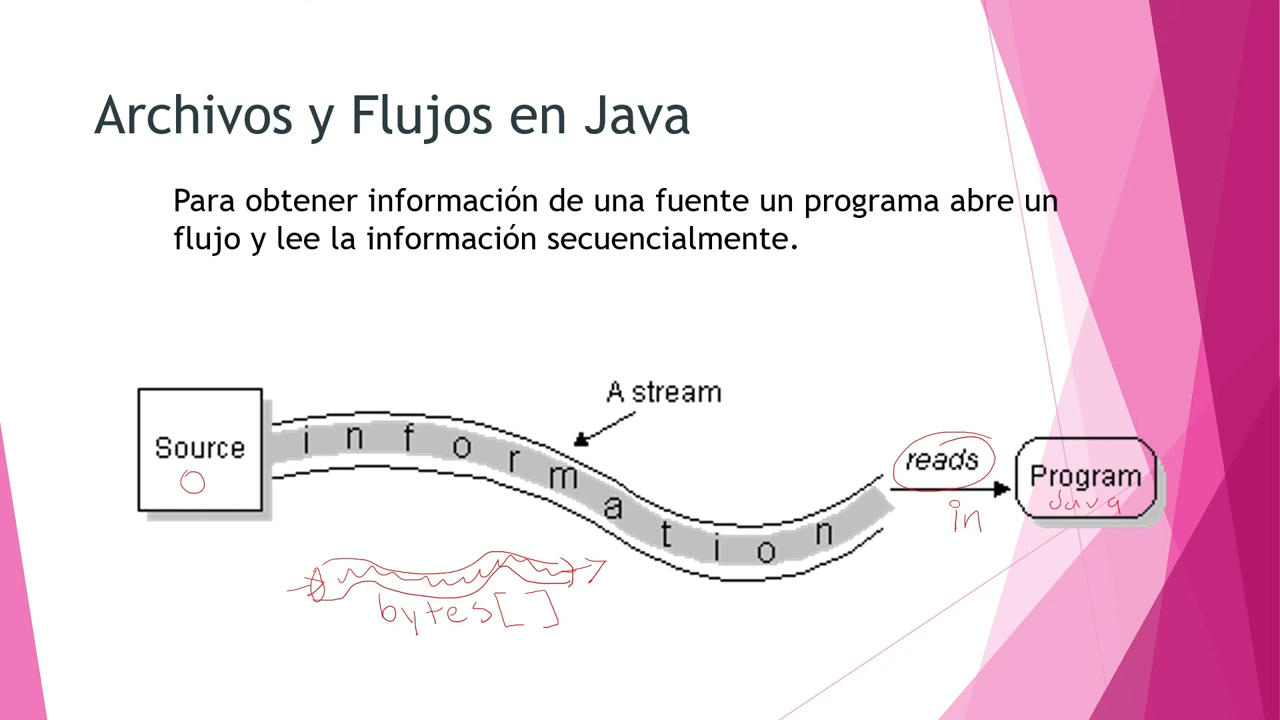 Archivos y Flujos en Java
Para obtener información de una fuente un programa abre un
flujo y lee la información secuencialmente.
A stream
Source
information
reads
in
Program
Java
bytes[]